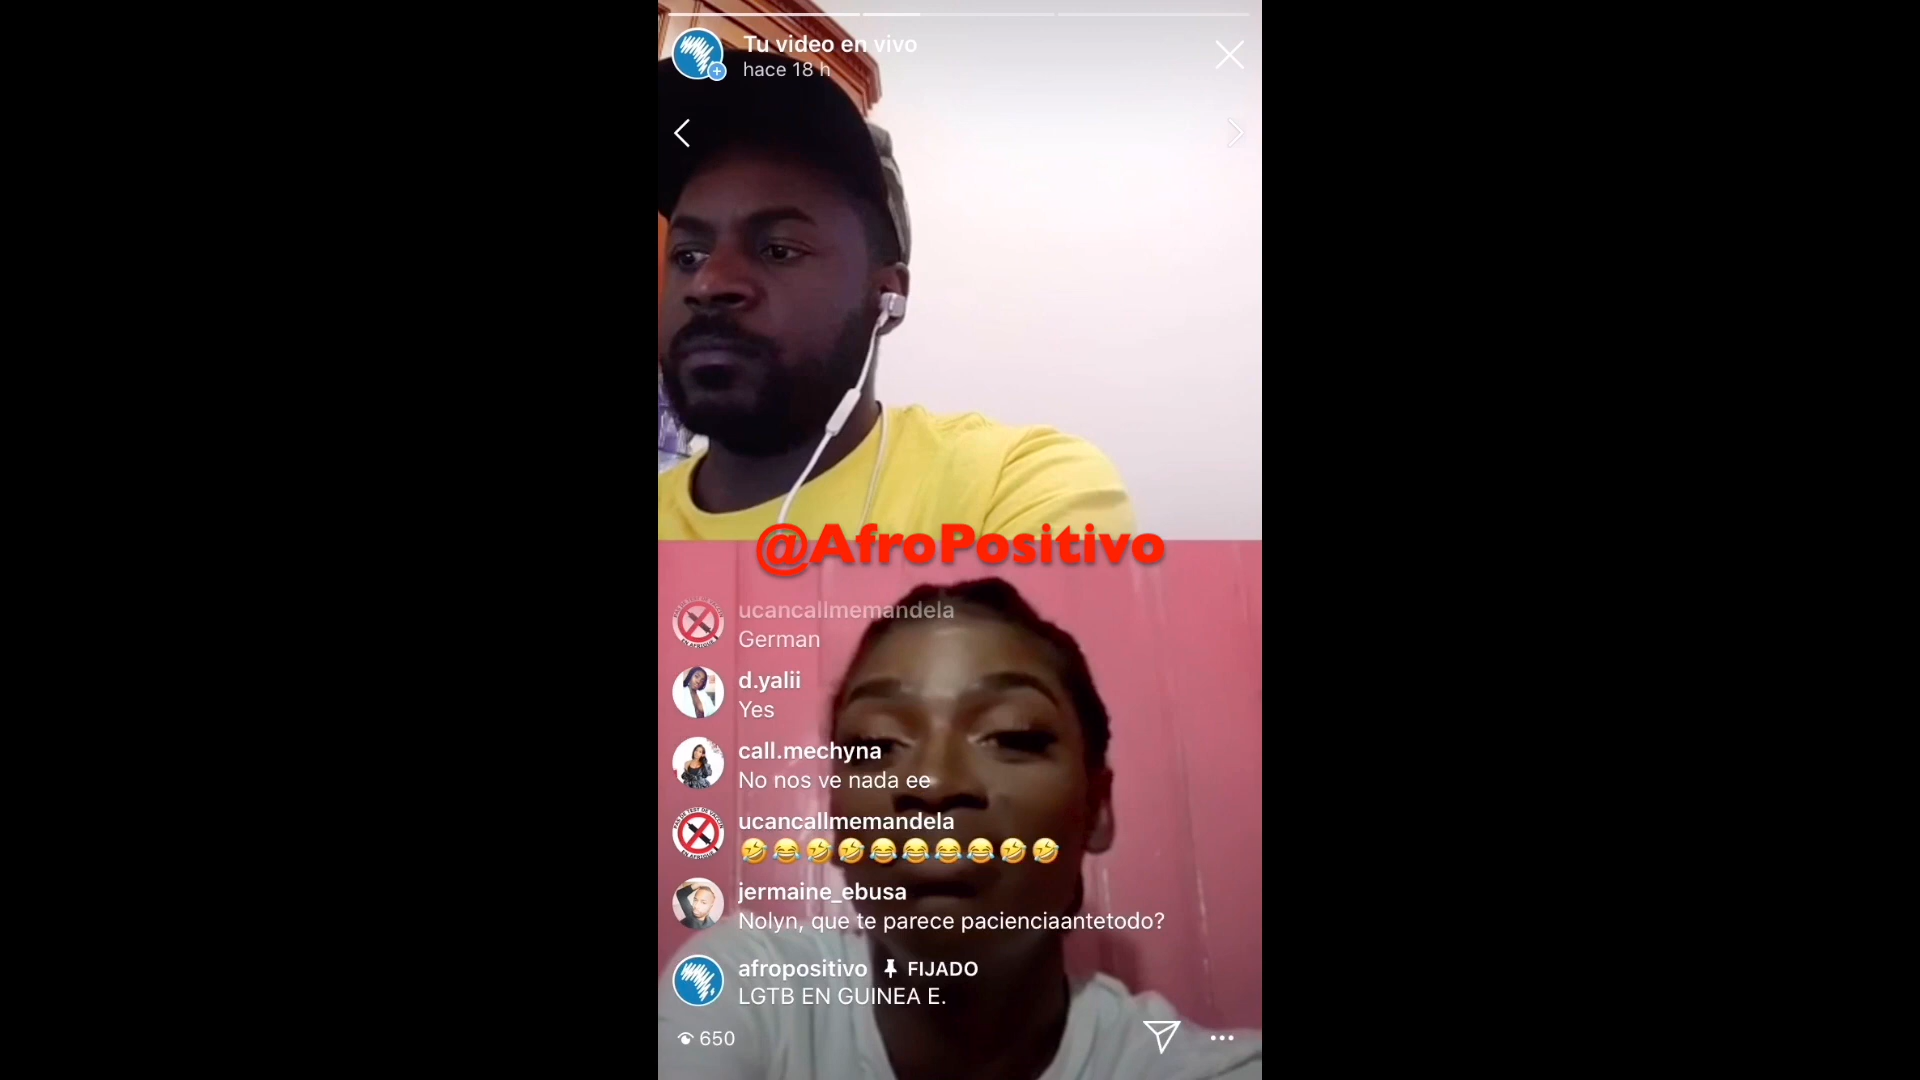 Tu video en vivo
hace 18 h
@AfroPositivo
ucancallmemandela
German
d.yalii
Yes
call.mechyna
No nos ve nada ee
ucancallmemandela
🤣😂🤣🤣😂😂😂😂🤣🤣
jermaine_ebusa
Nolyn, que te parece pacienciaantetodo?
afropositivo FIJADO
LGTB EN GUINEA E.
650